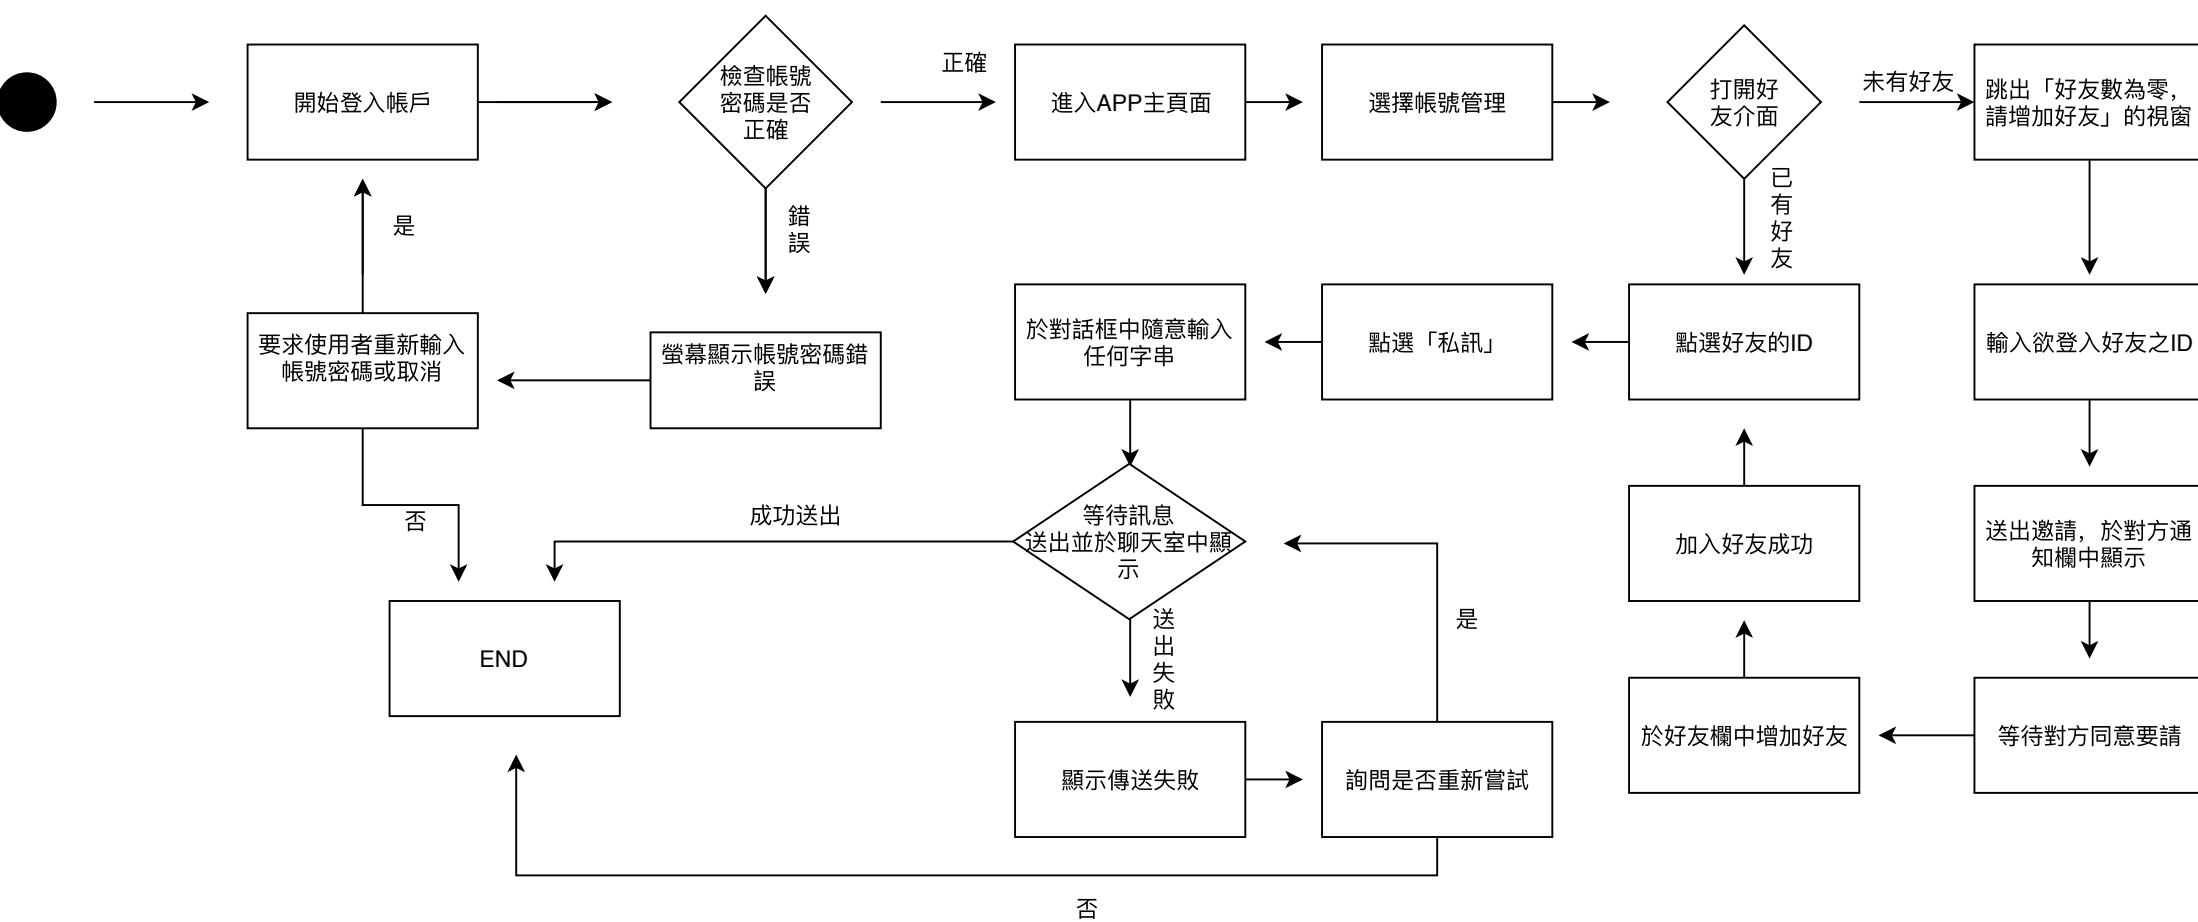 開始登入帳戶
檢查帳號
密碼是否
正確
正確
進入APP主頁面
選擇帳號管理
打開好
友介面
未有好友
跳出「好友數為零，
請增加好友」的視窗
是
錯
誤
已
有
好
友
要求使用者重新輸入
帳號密碼或取消
螢幕顯示帳號密碼錯
誤
於對話框中隨意輸入
任何字串
點選「私訊」
點選好友的ID
輸入欲登入好友之ID
否
成功送出
等待訊息
送出並於聊天室中顯
示
加入好友成功
送出邀請，於對方通
知欄中顯示
END
送
出
失
敗
是
顯示傳送失敗
詢問是否重新嘗試
於好友欄中增加好友
等待對方同意要請
否